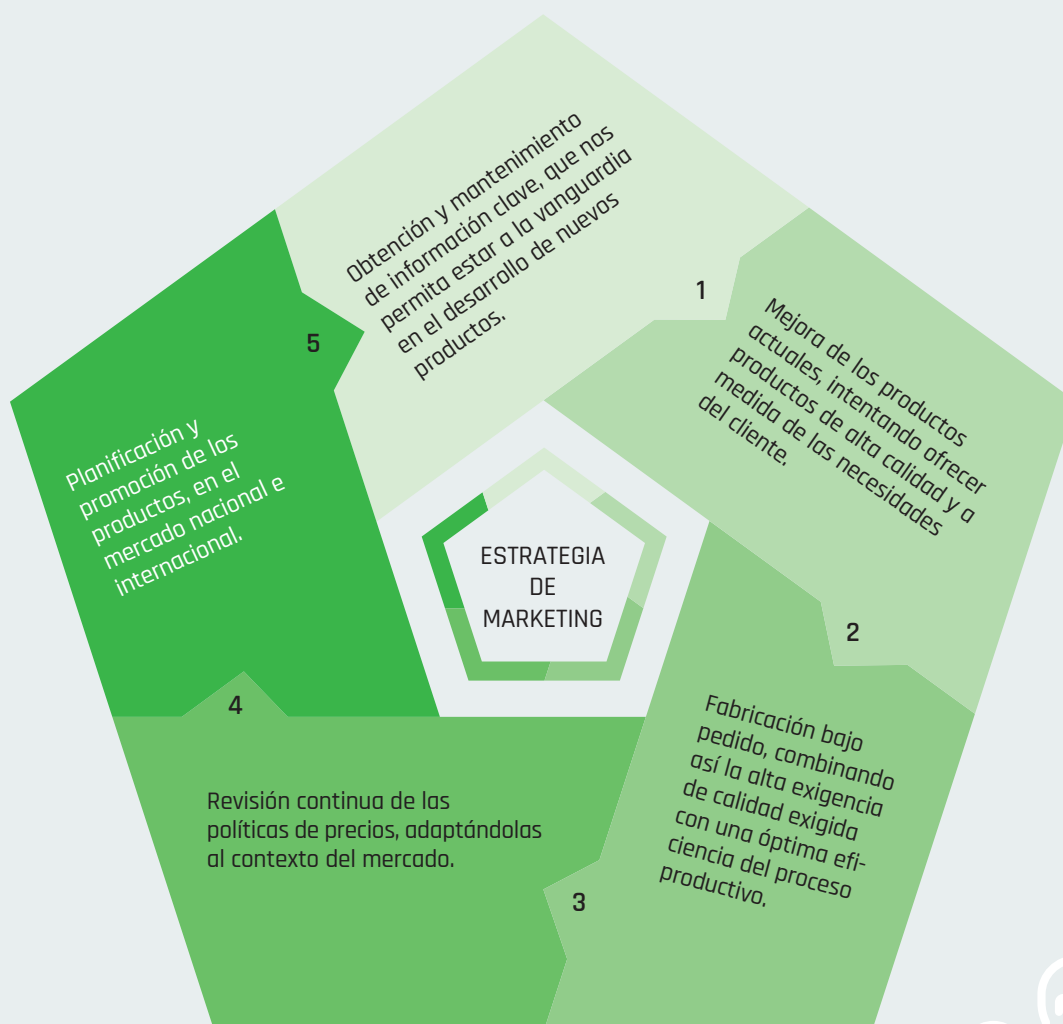 Obtención y mantenimiento
de información clave, que nos
permita estar a la vanguardia
en el desarrollo de nuevos
productos.
1
Mejora de los productos
actuales, intentando ofrecer
productos de alta calidad y a
medida de las necesidades
del cliente.
2
Fabricación bajo
pedido, combinando
así la alta exigencia
de calidad exigida
con una óptima efi-
ciencia del proceso
productivo.
3
Revisión continua de las
políticas de precios, adaptándolas
al contexto del mercado.
4
Planificación y
promoción de los
productos, en el
mercado nacional e
internacional.
5
ESTRATEGIA
DE
MARKETING